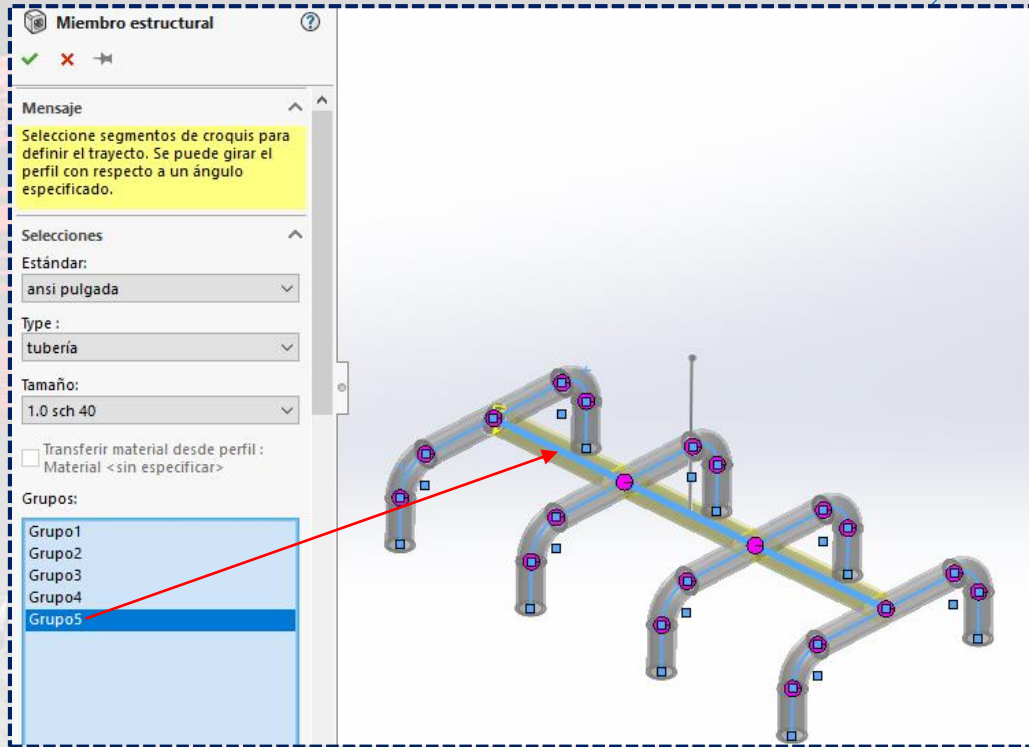 Miembro estructural
Mensaje
Seleccione segmentos de croquis para
definir el trayecto. Se puede girar el
perfil con respecto a un ángulo
especificado.
Selecciones
Estándar:
ansi pulgada
Type :
tubería
Tamaño:
1.0 sch 40
Transferir material desde perfil :
Material <sin especificar>
Grupos:
Grupo1
Grupo2
Grupo3
Grupo4
Grupo5